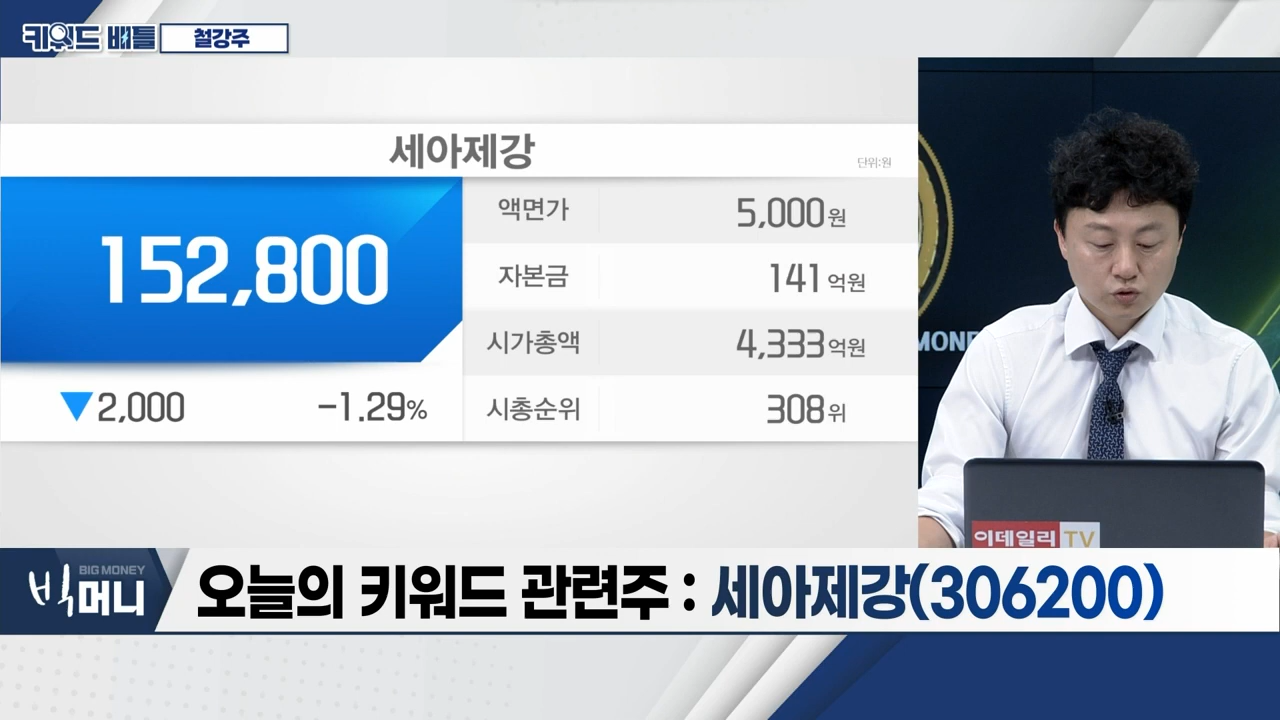 키워드 배틀 철강주
세아제강
단위:원
152,800
▼2,000 -1.29%
액면가 5,000원
자본금 141억원
시가총액 4,333억원
시총순위 308위
MONE
이데일리TV
빅머니 BIG MONEY
오늘의 키워드 관련주 : 세아제강(306200)